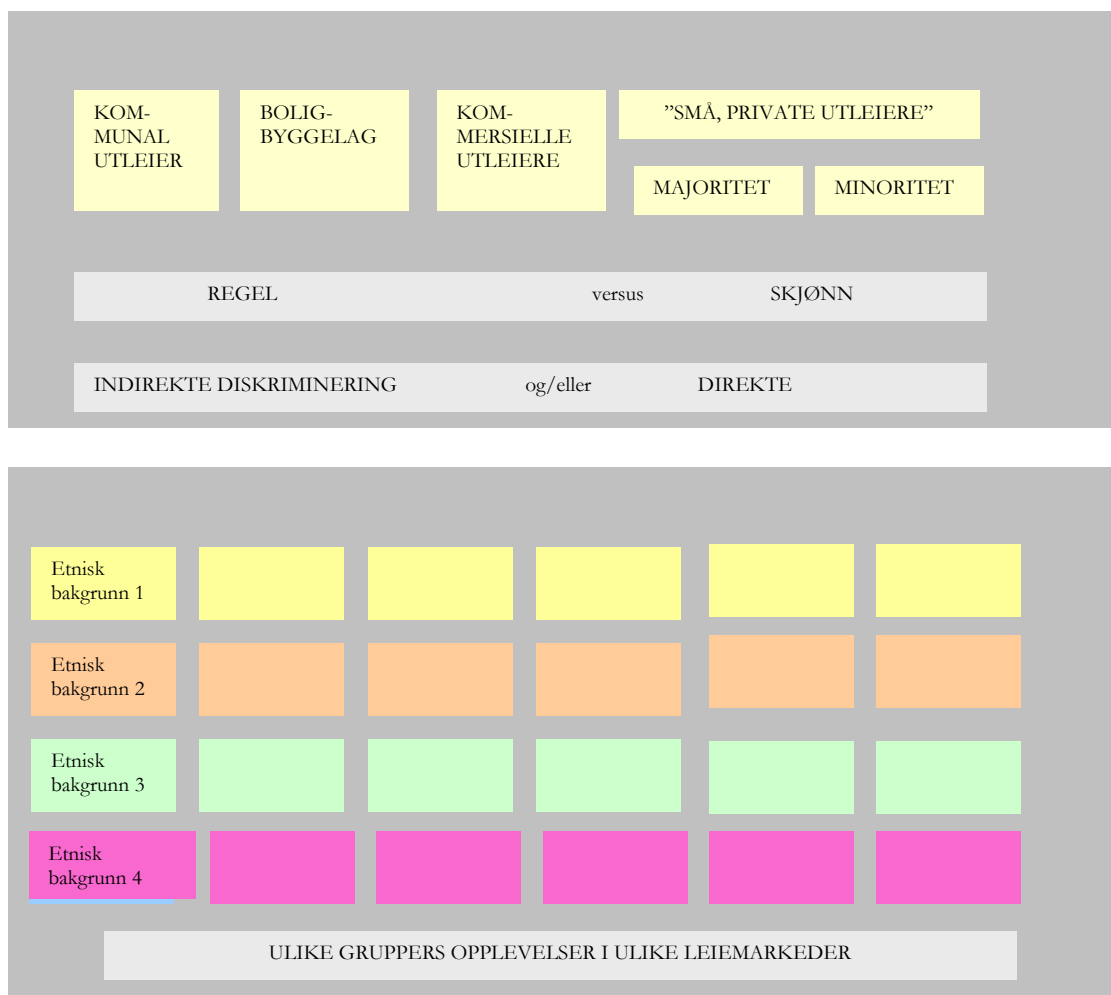 KOM-
MUNAL
UTLEIER
BOLIG-
BYGGELAG
KOM-
MERSIELLE
UTLEIERE
”SMÅ, PRIVATE UTLEIERE”
MAJORITET
MINORITET
REGEL versus SKJØNN
INDIREKTE DISKRIMINERING og/eller DIREKTE
Etnisk
bakgrunn 1
Etnisk
bakgrunn 2
Etnisk
bakgrunn 3
Etnisk
bakgrunn 4
ULIKE GRUPPERS OPPLEVELSER I ULIKE LEIEMARKEDER